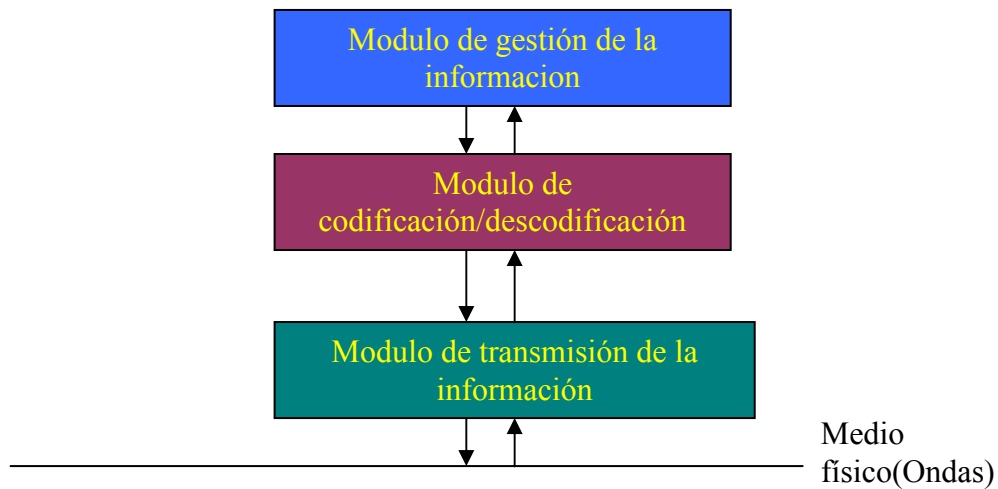 Modulo de gestión de la
informacion
Modulo de
codificación/descodificación
Modulo de transmisión de la
información
Medio
físico(Ondas)